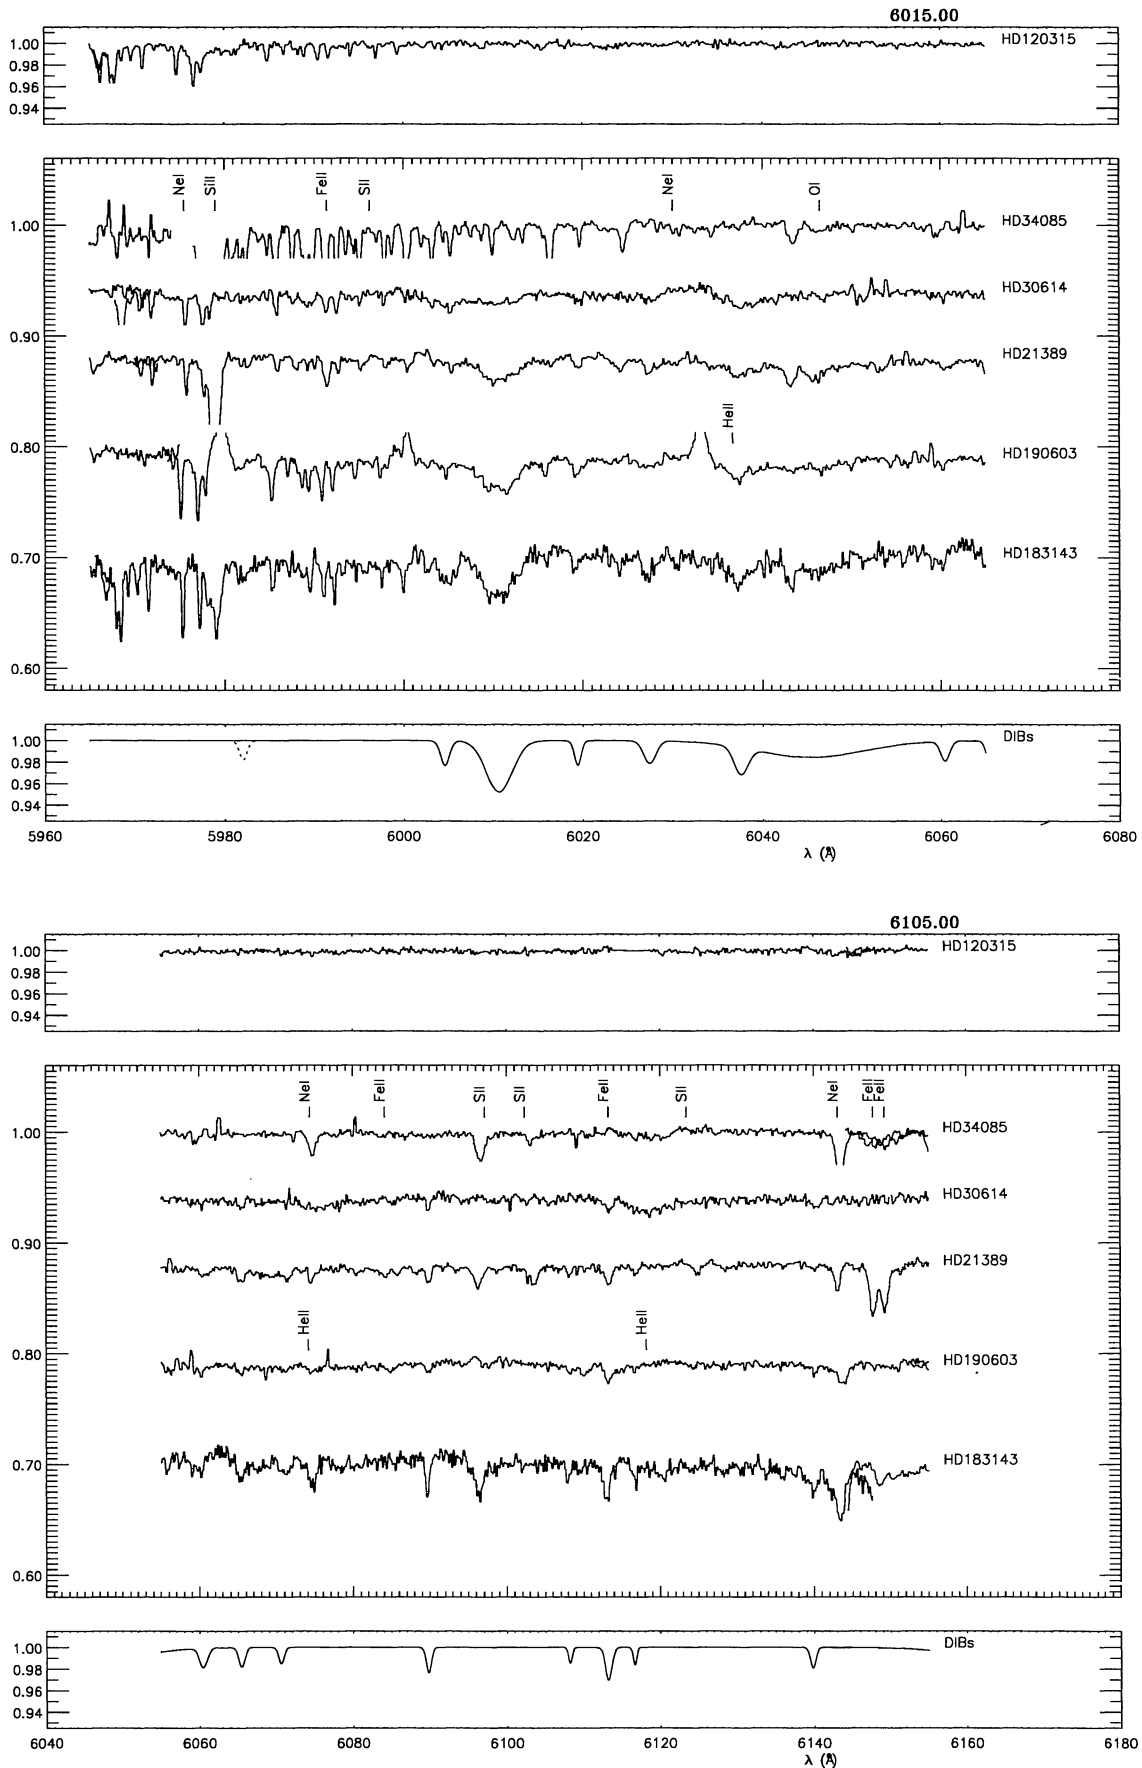 6015.00
1.00
HD120315
0.98
0.96
0.94
NeI
SiII
FeII
SII
NeI
OI
1.00
HD34085
HD30614
0.90
HD21389
HeII
0.80
HD190603
0.70
HD183143
0.60
1.00
DIBs
0.98
0.96
0.94
5960 5980 6000 6020 6040 6060 6080
λ (Å)
6105.00
1.00
HD120315
0.98
0.96
0.94
NeI
FeII
SII
SII
FeII
SII
NeI
FeII
FeII
1.00
HD34085
HD30614
0.90
HD21389
HeII
HeII
0.80
HD190603
0.70
HD183143
0.60
1.00
DIBs
0.98
0.96
0.94
6040 6060 6080 6100 6120 6140 6160 6180
λ (Å)